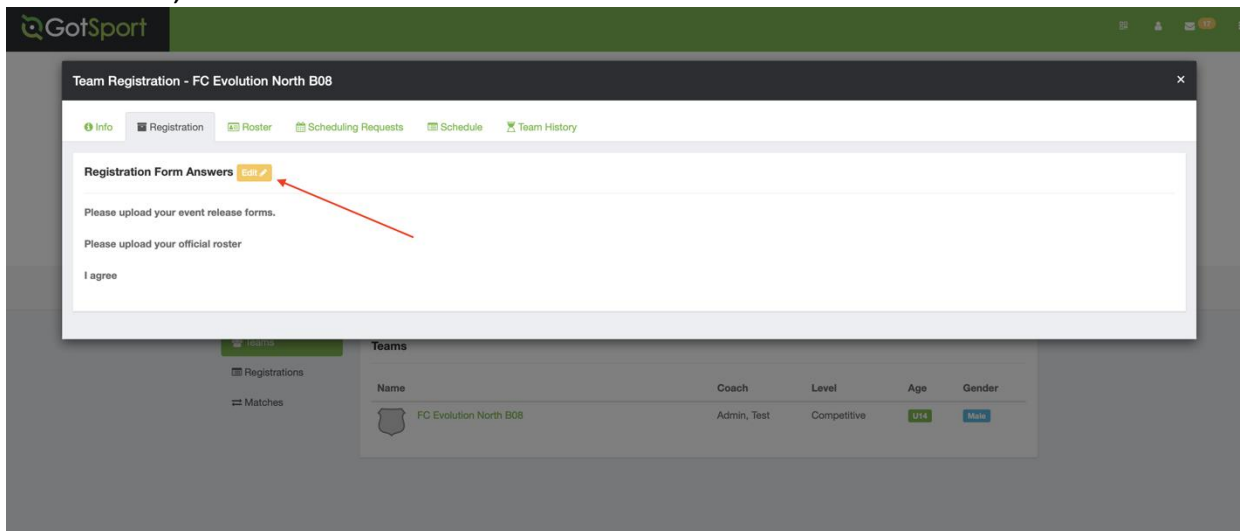 GotSport
17
Team Registration - FC Evolution North B08 ×
Info Registration Roster Scheduling Requests Schedule Team History
Registration Form Answers Edit
Please upload your event release forms.
Please upload your official roster
I agree
Teams Teams
Registrations
Name Coach Level Age Gender
Matches
FC Evolution North B08 Admin, Test Competitive U14 Male